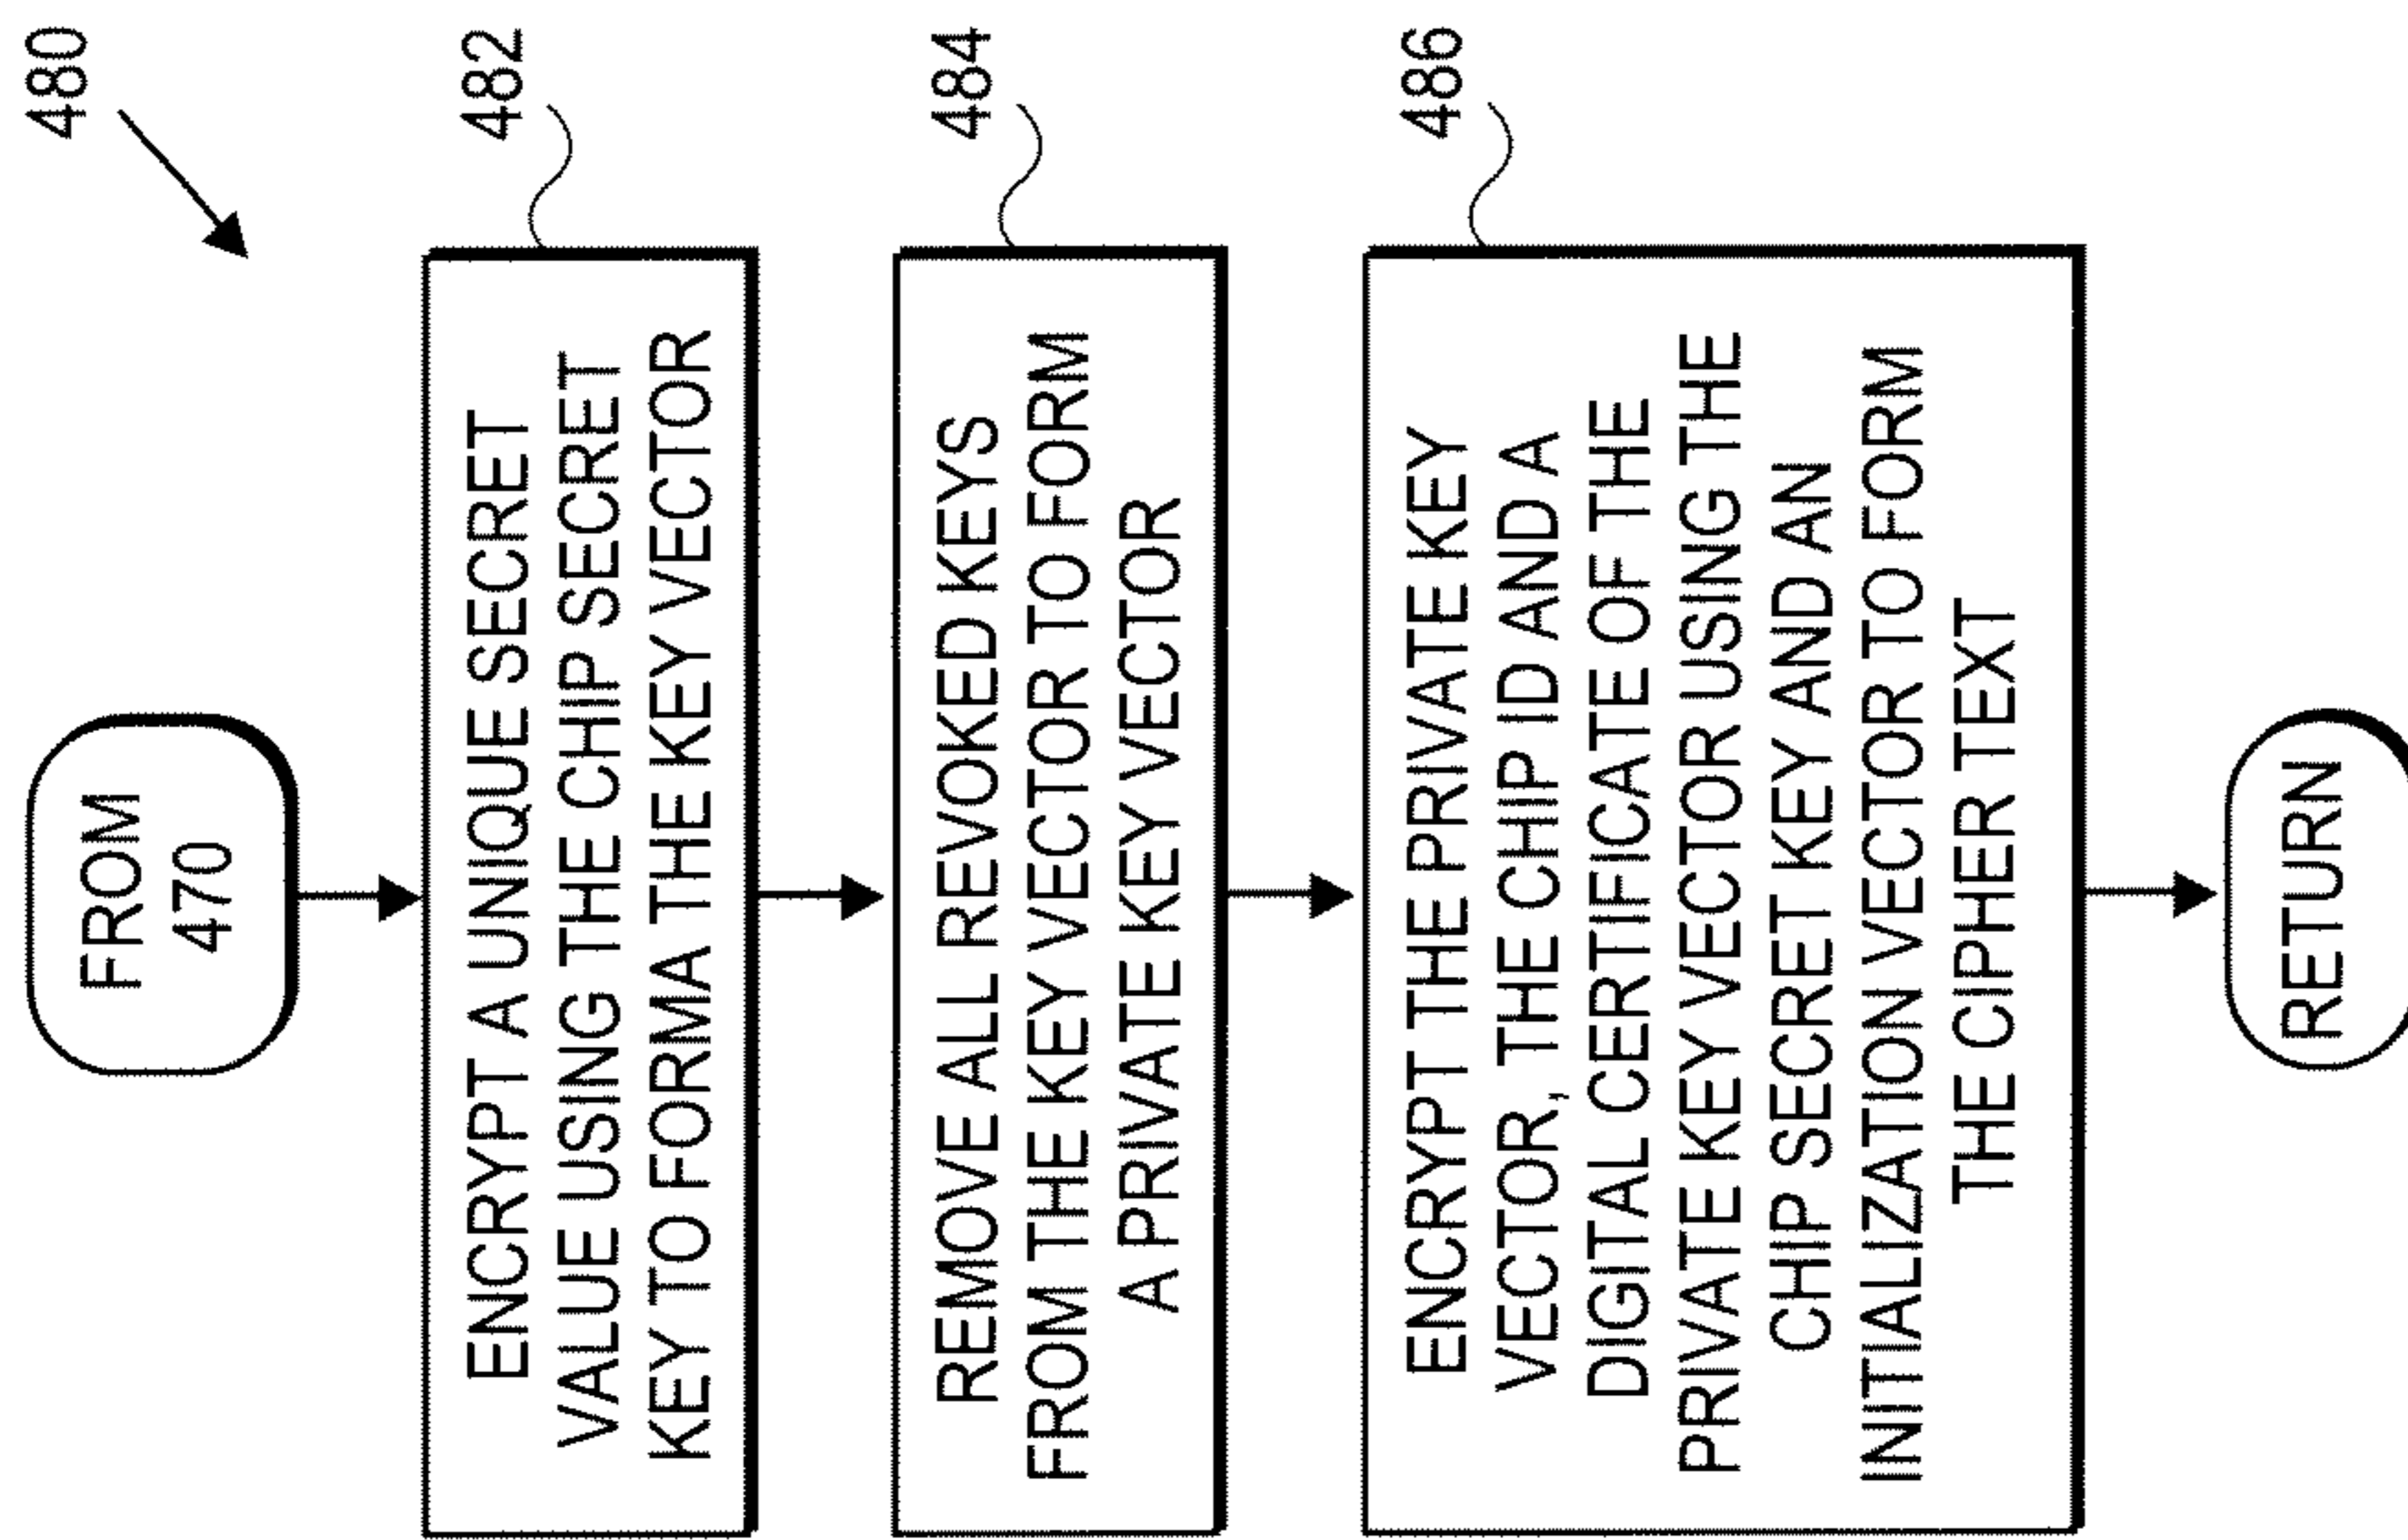 480
FROM
470
482
ENCRYPT A UNIQUE SECRET
VALUE USING THE CHIP SECRET
KEY TO FORMA THE KEY VECTOR
484
REMOVE ALL REVOKED KEYS
FROM THE KEY VECTOR TO FORM
A PRIVATE KEY VECTOR
486
ENCRYPT THE PRIVATE KEY
VECTOR, THE CHIP ID AND A
DIGITAL CERTIFICATE OF THE
PRIVATE KEY VECTOR USING THE
CHIP SECRET KEY AND AN
INITIALIZATION VECTOR TO FORM
THE CIPHER TEXT
RETURN